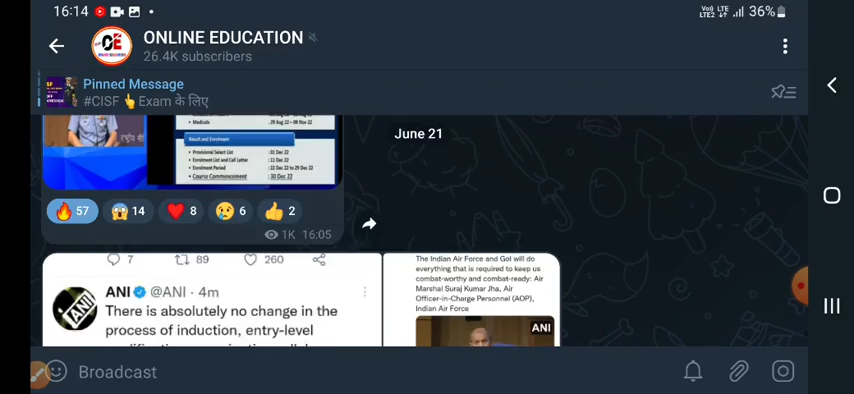 16:14
Vo) LTE
LTE2
36%
ONLINE EDUCATION
26.4K subscribers
Pinned Message
#CISF 👆 Exam के लिए
June 21
• Medicals : 29 Aug 22 - 08 Nov 22
Result and Enrolment
• Provisional Select List : 01 Dec 22
• Enrolment List and Call Letter : 11 Dec 22
• Enrolment Period : 22 Dec 22 to 29 Dec 22
• Course Commencement : 30 Dec 22
🔥 57 😱 14 ❤ 8 😢 6 👍 2
1K 16:05
7 89 260
ANI @ANI · 4m
There is absolutely no change in the
process of induction, entry-level
The Indian Air Force and GoI will do
everything that is required to keep us
combat-worthy and combat-ready: Air
Marshal Suraj Kumar Jha, Air
Officer-in-Charge Personnel (AOP),
Indian Air Force
ANI
Broadcast